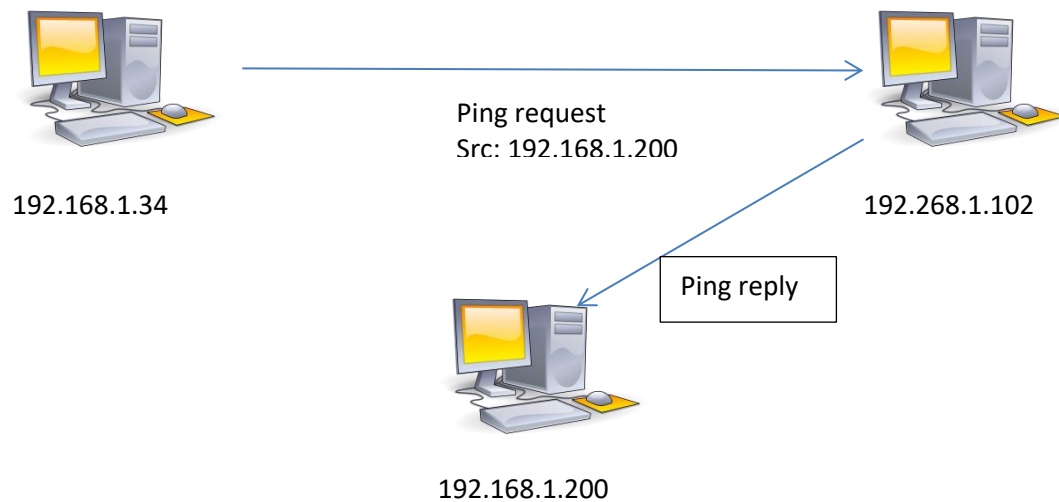 Ping request
Src: 192.168.1.200
192.168.1.34
192.268.1.102
Ping reply
192.168.1.200